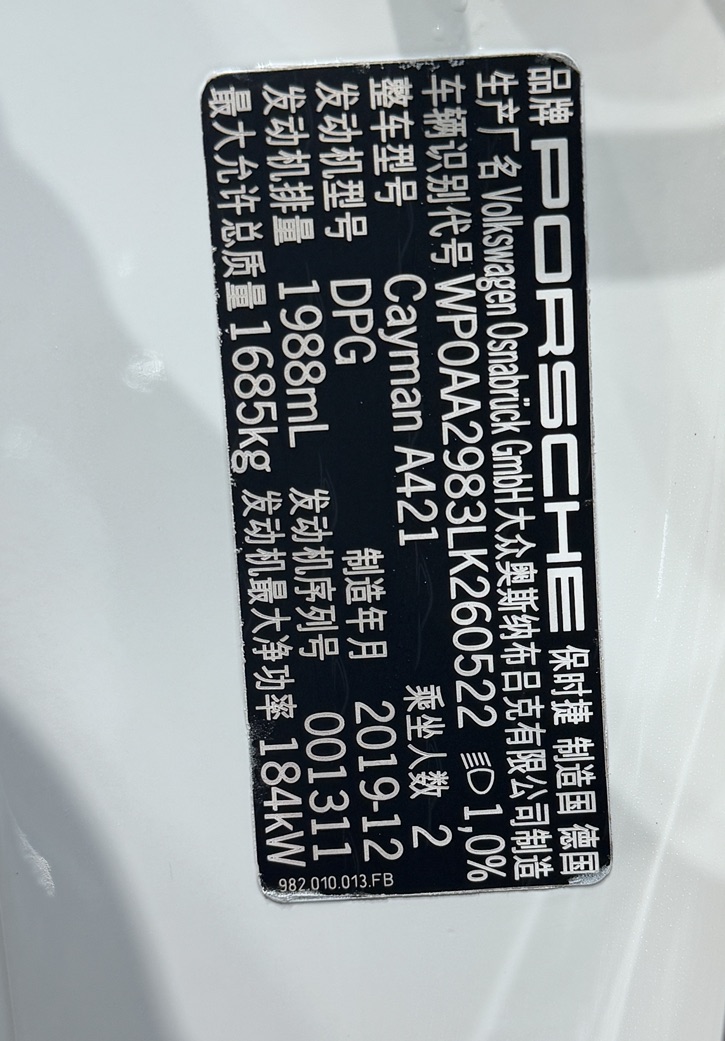 品牌 PORSCHE 保时捷 制造国 德国
生产厂名 Volkswagen Osnabrück GmbH 大众奥斯纳布吕克有限公司制造
车辆识别代号 WP0AA2983LK260522 1,0%
整车型号 Cayman A421 乘坐人数 2
发动机型号 DPG 制造年月 2019-12
发动机排量 1988mL 发动机序列号 001311
最大允许总质量 1685kg 发动机最大净功率 184kW
982.010.013.FB